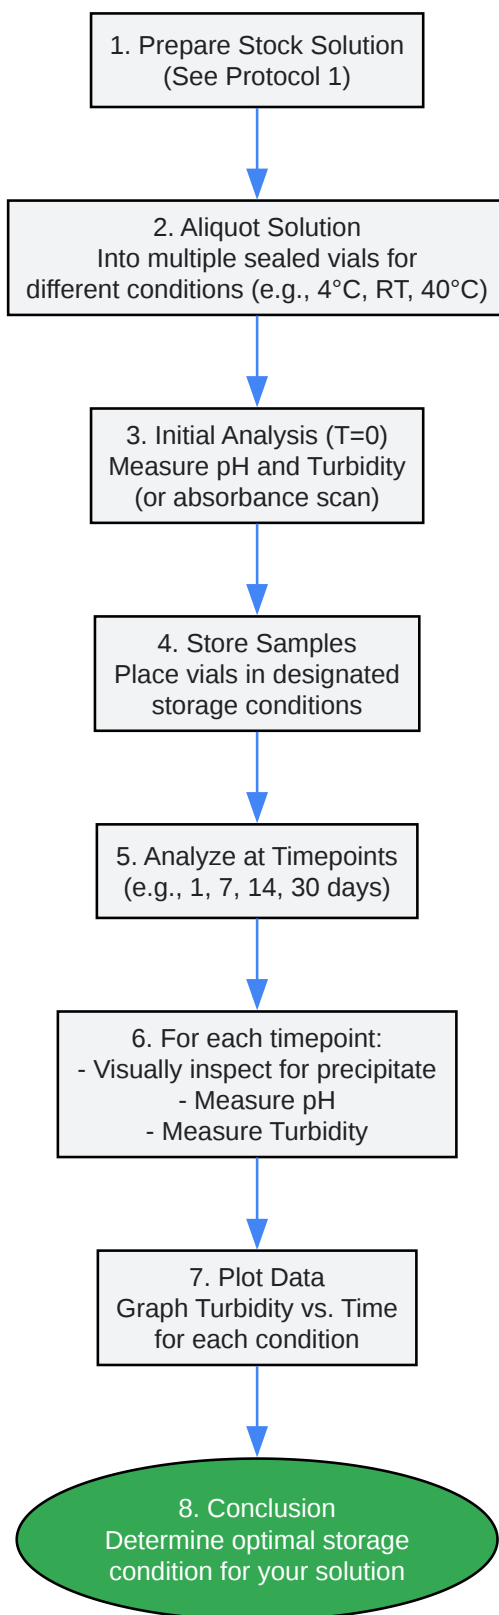 1. Prepare Stock Solution
(See Protocol 1)
2. Aliquot Solution
Into multiple sealed vials for
different conditions (e.g., 4°C, RT, 40°C)
3. Initial Analysis (T=0)
Measure pH and Turbidity
(or absorbance scan)
4. Store Samples
Place vials in designated
storage conditions
5. Analyze at Timepoints
(e.g., 1, 7, 14, 30 days)
6. For each timepoint:
- Visually inspect for precipitate
- Measure pH
- Measure Turbidity
7. Plot Data
Graph Turbidity vs. Time
for each condition
8. Conclusion
Determine optimal storage
condition for your solution